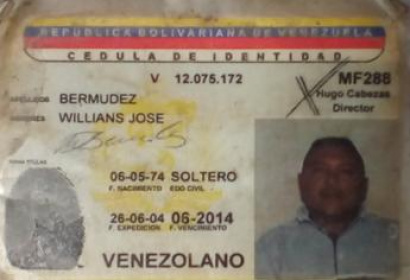 REPUBLICA BOLIVARIANA DE VENEZUELA
CEDULA DE IDENTIDAD
V 12.075.172
MF288
Hugo Cabezas
Director
APELLIDOS BERMUDEZ
NOMBRES WILLIANS JOSE
FIRMA TITULAR
06-05-74 SOLTERO
F. NACIMIENTO EDO CIVIL
26-06-04 06-2014
F. EXPEDICION F. VENCIMIENTO
VENEZOLANO